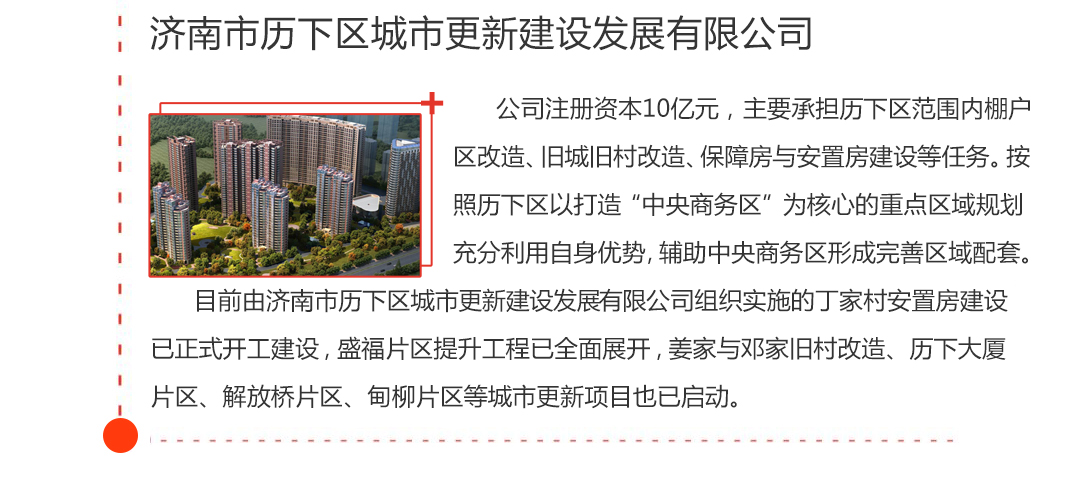 济南市历下区城市更新建设发展有限公司
公司注册资本10亿元，主要承担历下区范围内棚户
区改造、旧城旧村改造、保障房与安置房建设等任务。按
照历下区以打造“中央商务区”为核心的重点区域规划
充分利用自身优势，辅助中央商务区形成完善区域配套。
目前由济南市历下区城市更新建设发展有限公司组织实施的丁家村安置房建设
已正式开工建设，盛福片区提升工程已全面展开，姜家与邓家旧村改造、历下大厦
片区、解放桥片区、甸柳片区等城市更新项目也已启动。